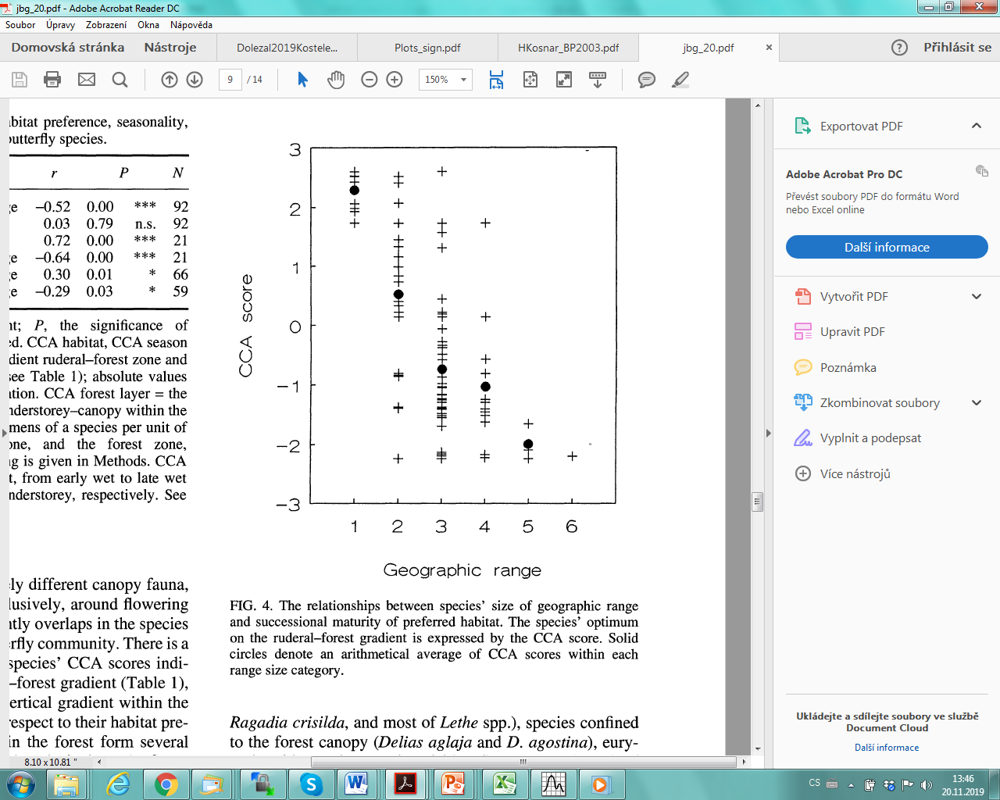 jbg_20.pdf - Adobe Acrobat Reader DC
Soubor Úpravy Zobrazení Okna Nápověda
Domovská stránka Nástroje Dolezal2019Kostele... Plots_sign.pdf HKosnar_BP2003.pdf jbg_20.pdf × Přihlásit se
9 / 14 150%
abitat preference, seasonality,
butterfly species.
r P N
ge −0.52 0.00 *** 92
0.03 0.79 n.s. 92
0.72 0.00 *** 21
ge −0.64 0.00 *** 21
ge 0.30 0.01 * 66
ge −0.29 0.03 * 59
nt; P, the significance of
ed. CCA habitat, CCA season
dient ruderal–forest zone and
see Table 1); absolute values
ation. CCA forest layer = the
nderstorey–canopy within the
mens of a species per unit of
one, and the forest zone,
ng is given in Methods. CCA
t, from early wet to late wet
nderstorey, respectively. See
ly different canopy fauna,
lusively, around flowering
ntly overlaps in the species
erfly community. There is a
species' CCA scores indi-
–forest gradient (Table 1),
ertical gradient within the
respect to their habitat pre-
in the forest form several
3
2
1
0
−1
−2
−3
CCA score
1 2 3 4 5 6
Geographic range
FIG. 4. The relationships between species' size of geographic range
and successional maturity of preferred habitat. The species' optimum
on the ruderal–forest gradient is expressed by the CCA score. Solid
circles denote an arithmetical average of CCA scores within each
range size category.
Ragadia crisilda, and most of Lethe spp.), species confined
to the forest canopy (Delias aglaja and D. agostina), eury-
8.10 x 10.81 "
Exportovat PDF
Adobe Acrobat Pro DC
Převést soubory PDF do formátu Word
nebo Excel online
Další informace
Vytvořit PDF
Upravit PDF
Poznámka
Zkombinovat soubory
Vyplnit a podepsat
Více nástrojů
Ukládejte a sdílejte soubory ve službě
Document Cloud
Další informace
CS 13:46
20.11.2019